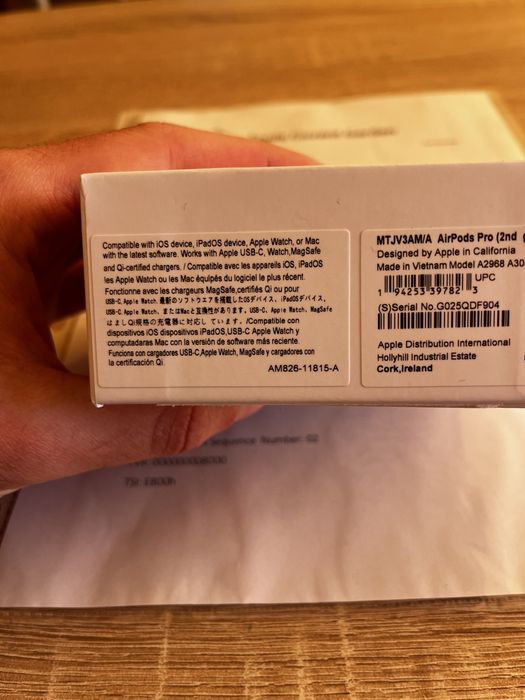 Compatible with iOS device, iPadOS device, Apple Watch, or Mac
with the latest software. Works with Apple USB-C, Watch,MagSafe
and Qi-certified chargers. / Compatible avec les appareils iOS, iPadOS
les Apple Watch ou les Mac équipés du logiciel le plus récent.
Fonctionne avec les chargeurs MagSafe,certifiés Qi ou pour
USB-C, Apple Watch. 最新のソフトウエアを搭載したOSデバイス、iPadOSデバイス、
USB-C, Apple Watch, またはMacと互換性があります。USB-C, Apple Watch, MagSafe
はましQi規格の充電器に対応しています。/Compatible con
dispositivos iOS dispositivos iPadOS,USB-C Apple Watch y
computadaras Mac con la versión de software más reciente.
Funciona con cargadores USB-C,Apple Watch, MagSafe y cargadores con
la certificación Qi.
AM826-11815-A
MTJV3AM/A AirPods Pro (2nd
Designed by Apple in California
Made in Vietnam Model A2968 A30
UPC
1 94253 39782 3
(S)Serial No.G025QDF904
Apple Distribution International
Hollyhill Industrial Estate
Cork,Ireland
Sequence Number: 02
TSI: E800h